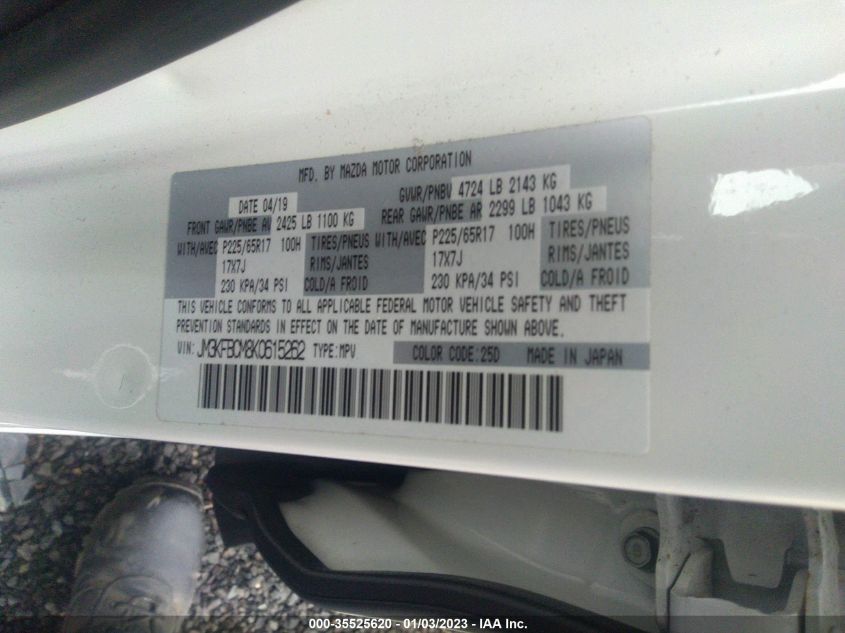 MFD. BY MAZDA MOTOR CORPORATION
DATE 04/19 GVWR/PNBV 4724 LB 2143 KG
FRONT GAWR/PNBE AV 2425 LB 1100 KG REAR GAWR/PNBE AR 2299 LB 1043 KG
WITH/AVEC P225/65R17 100H TIRES/PNEUS WITH/AVEC P225/65R17 100H TIRES/PNEUS
17X7J RIMS/JANTES 17X7J RIMS/JANTES
230 KPA/34 PSI COLD/A FROID 230 KPA/34 PSI COLD/A FROID
THIS VEHICLE CONFORMS TO ALL APPLICABLE FEDERAL MOTOR VEHICLE SAFETY AND THEFT
PREVENTION STANDARDS IN EFFECT ON THE DATE OF MANUFACTURE SHOWN ABOVE.
VIN: JM3KFBCM8K0615262 TYPE:MPV COLOR CODE:25D MADE IN JAPAN
000-35525620 - 01/03/2023 - IAA Inc.